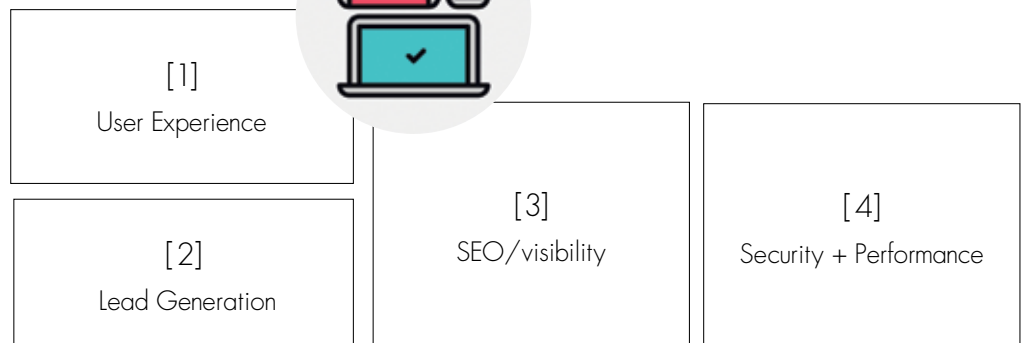 [1]
User Experience
[2]
Lead Generation
[3]
SEO/visibility
[4]
Security + Performance